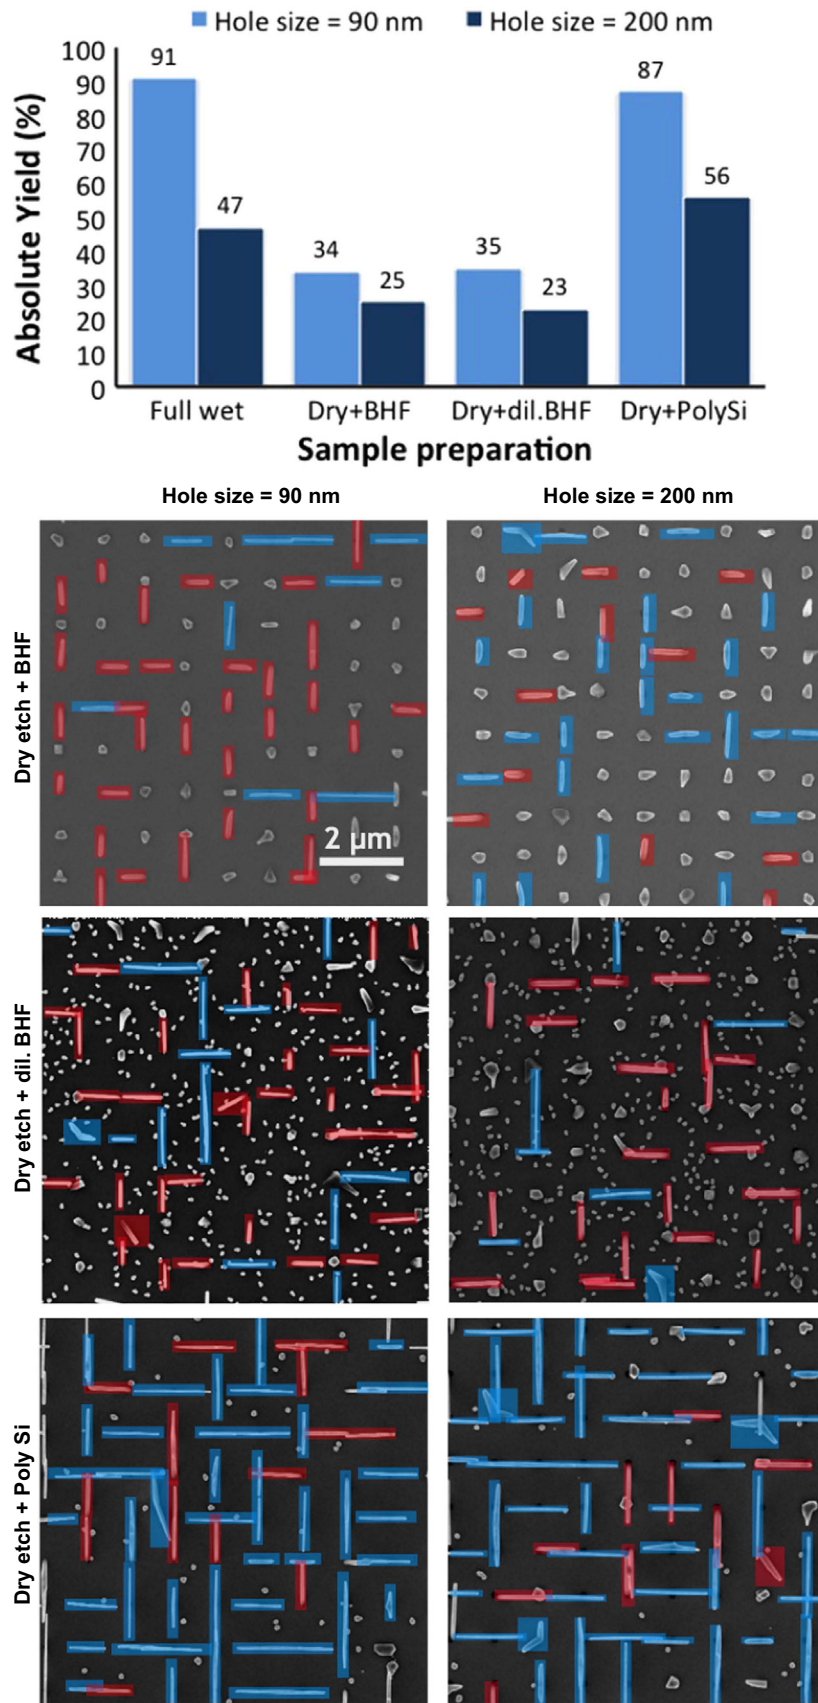 Hole size = 90 nm Hole size = 200 nm
Absolute Yield (%)
100
90
80
70
60
50
40
30
20
10
0
91
47
34
25
35
23
87
56
Full wet Dry+BHF Dry+dil.BHF Dry+PolySi
Sample preparation
Hole size = 90 nm Hole size = 200 nm
Dry etch + BHF
2 µm
Dry etch + dil. BHF
Dry etch + Poly Si